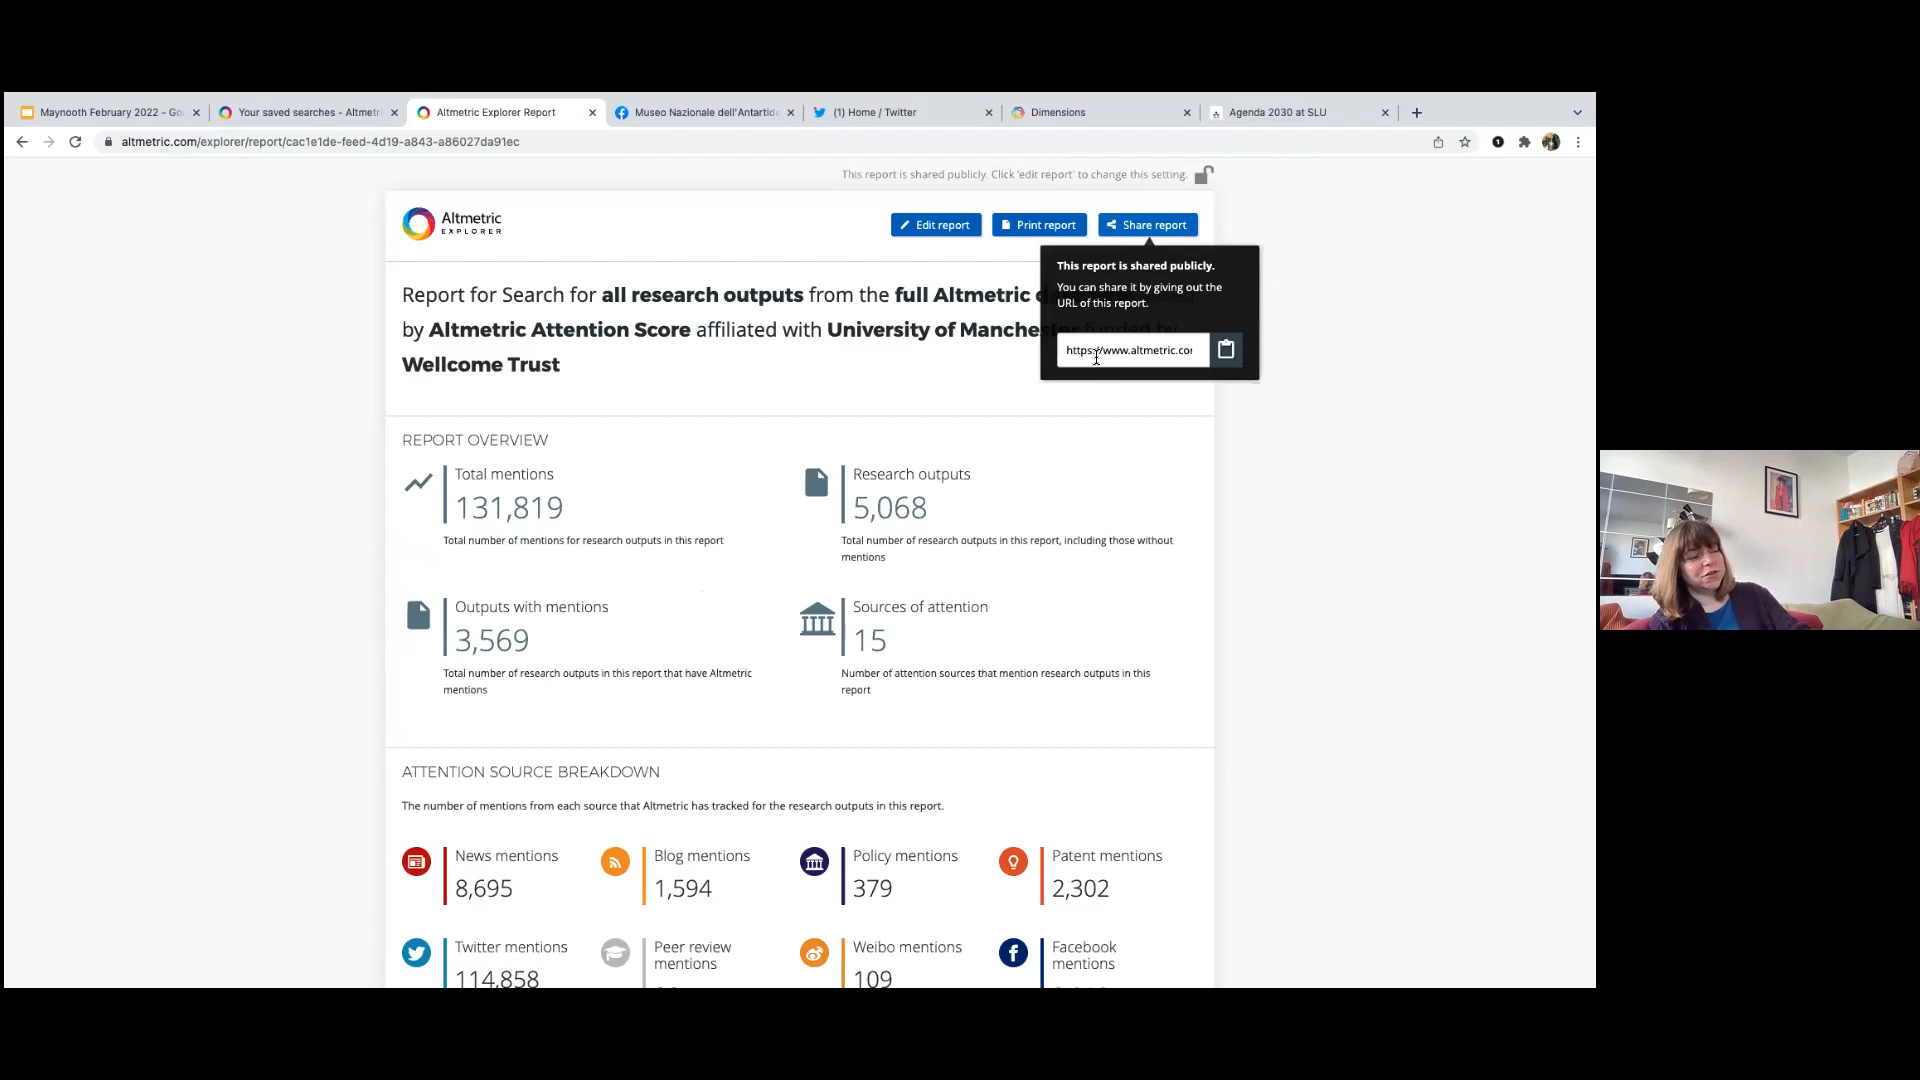 Maynooth February 2022 - Go
Your saved searches - Altmetri
Altmetric Explorer Report
Museo Nazionale dell'Antartide
(1) Home / Twitter
Dimensions
Agenda 2030 at SLU
altmetric.com/explorer/report/cac1e1de-feed-4d19-a843-a86027da91ec
This report is shared publicly. Click 'edit report' to change this setting.
Altmetric
EXPLORER
Edit report
Print report
Share report
This report is shared publicly.
You can share it by giving out the
URL of this report.
https://www.altmetric.cor
Report for Search for all research outputs from the full Altmetric
by Altmetric Attention Score affiliated with University of Manchester funded by
Wellcome Trust
REPORT OVERVIEW
Total mentions
131,819
Total number of mentions for research outputs in this report
Research outputs
5,068
Total number of research outputs in this report, including those without
mentions
Outputs with mentions
3,569
Total number of research outputs in this report that have Altmetric
mentions
Sources of attention
15
Number of attention sources that mention research outputs in this
report
ATTENTION SOURCE BREAKDOWN
The number of mentions from each source that Altmetric has tracked for the research outputs in this report.
News mentions
8,695
Blog mentions
1,594
Policy mentions
379
Patent mentions
2,302
Twitter mentions
114,858
Peer review
mentions
Weibo mentions
109
Facebook
mentions